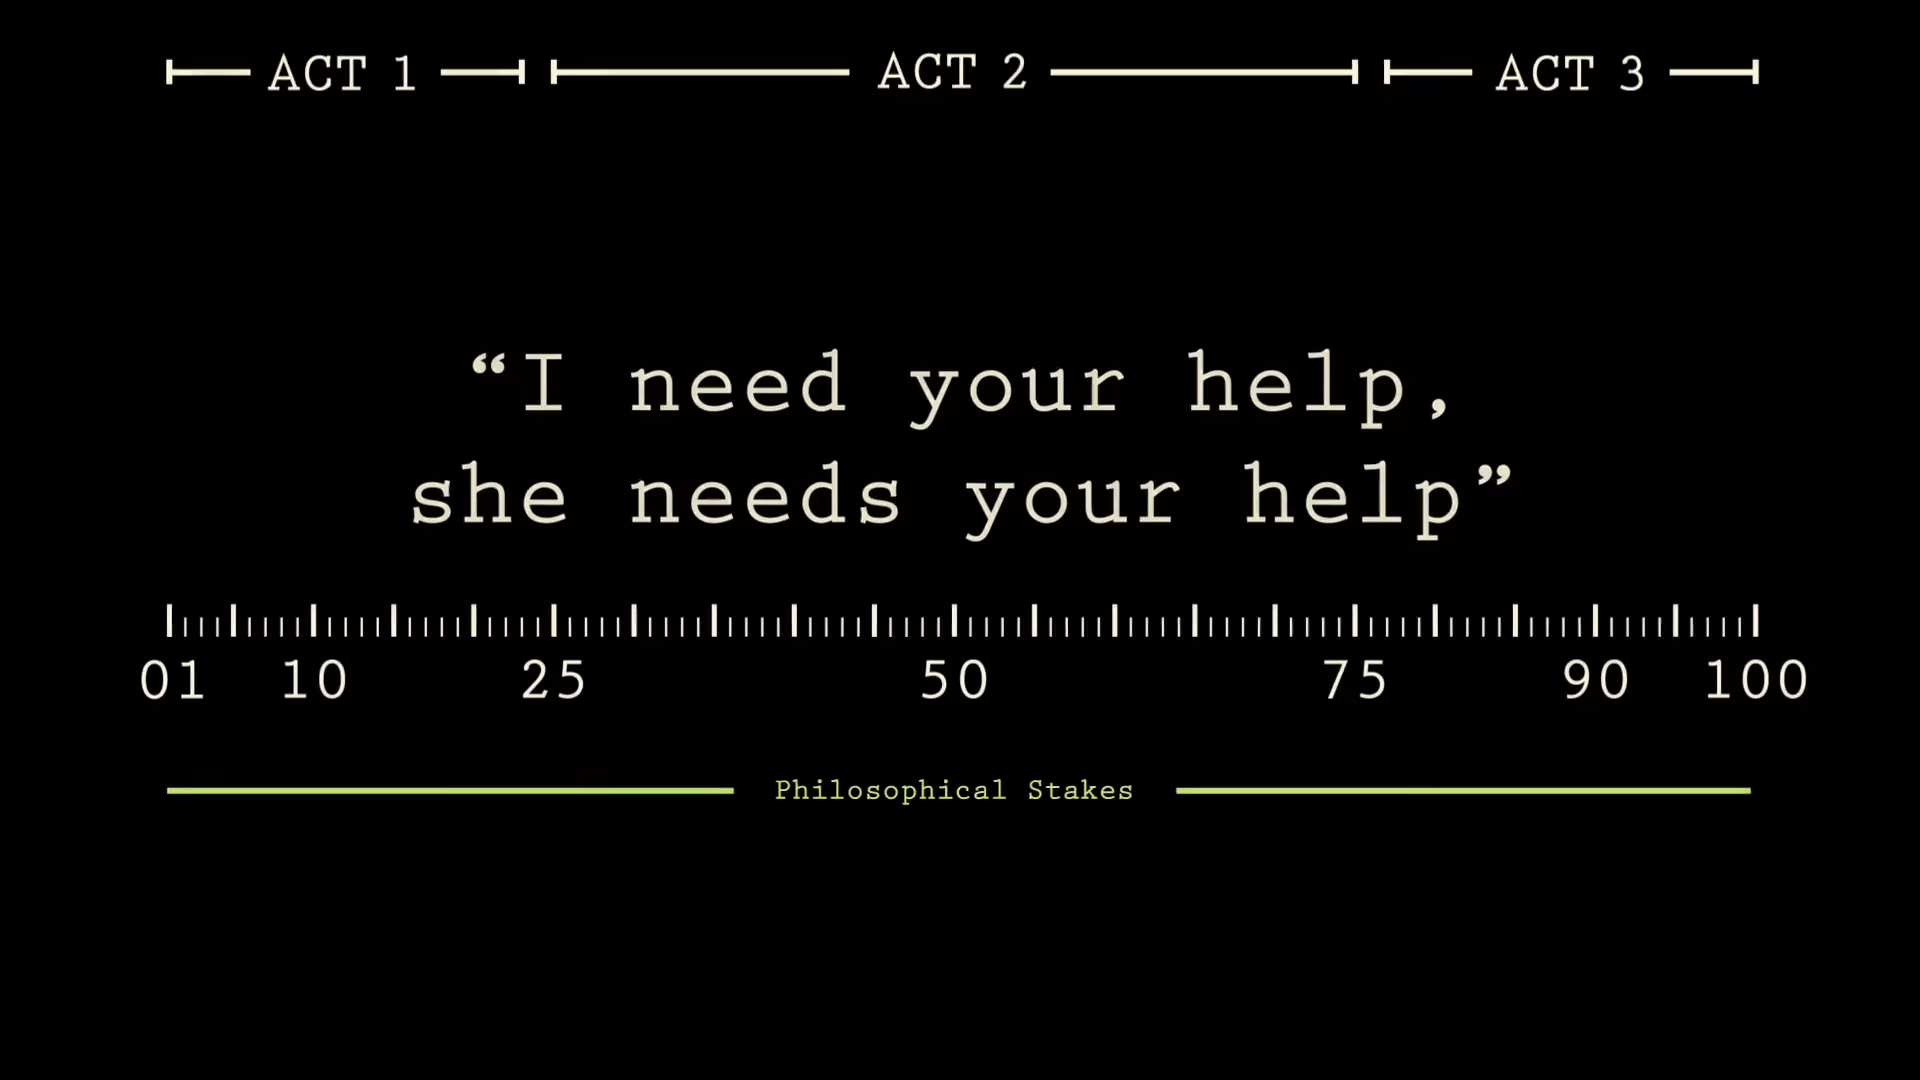 ACT 1 ACT 2 ACT 3
“I need your help,
she needs your help”
01 10 25 50 75 90 100
Philosophical Stakes